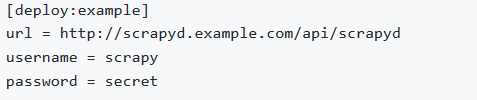 [deploy:example]
url = http://scrapyd.example.com/api/scrapyd
username = scrapy
password = secret